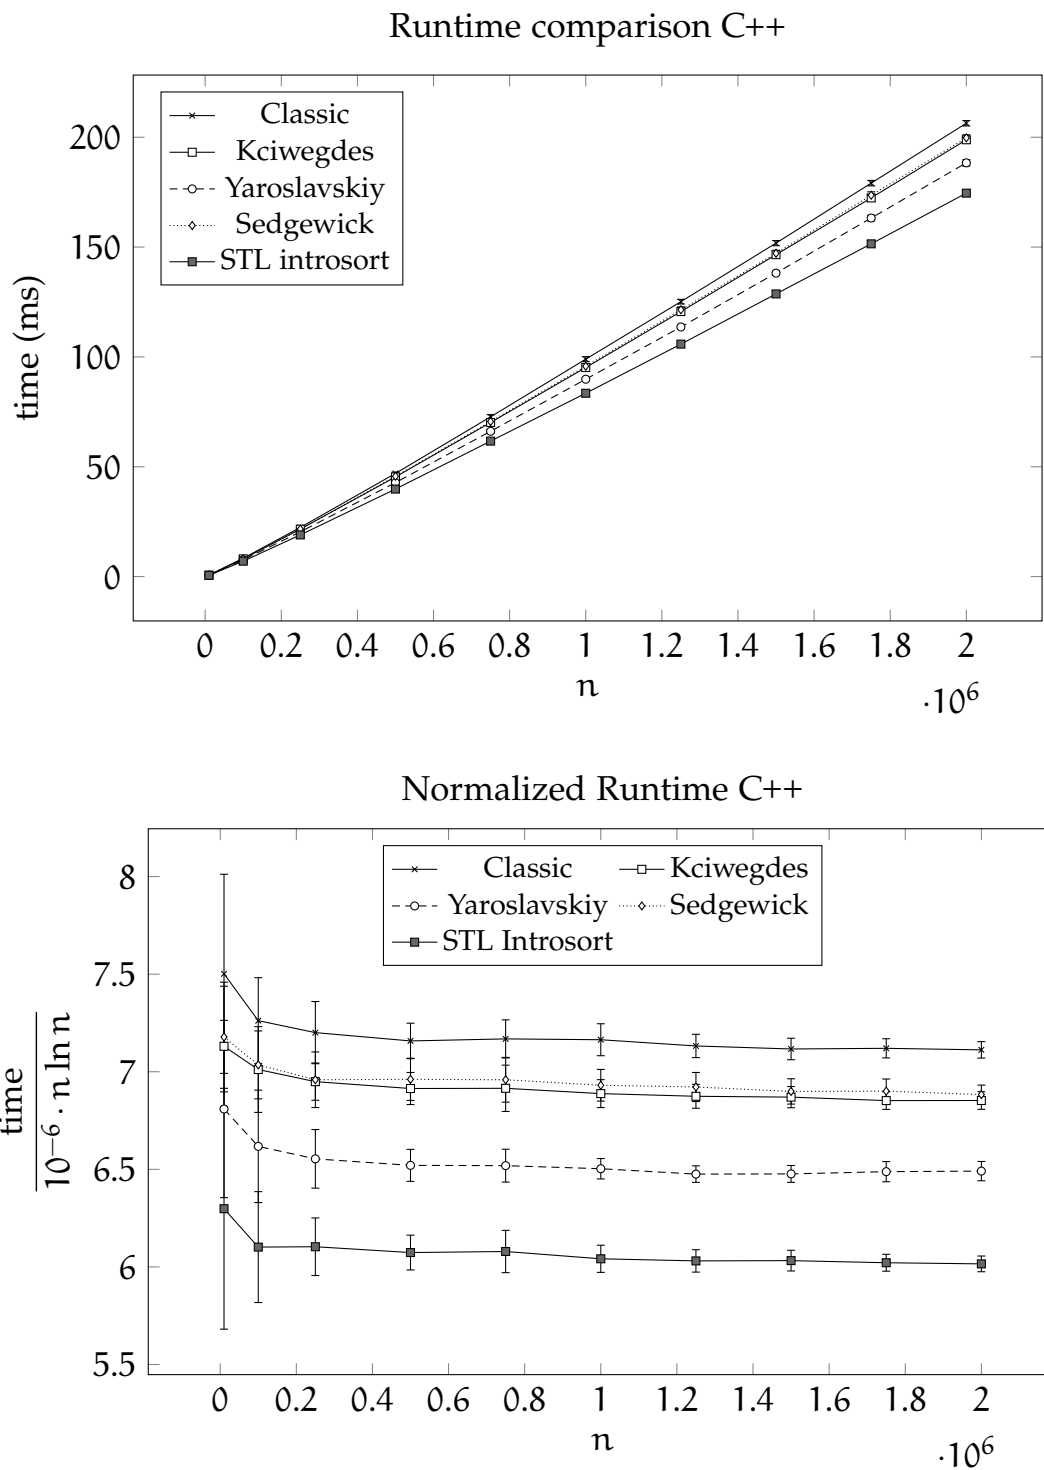 Runtime comparison C++
Classic
Kciwegdes
Yaroslavskiy
Sedgewick
STL introsort
200
150
100
50
0
time (ms)
0 0.2 0.4 0.6 0.8 1 1.2 1.4 1.6 1.8 2
n
·10⁶
Normalized Runtime C++
Classic Kciwegdes
Yaroslavskiy Sedgewick
STL Introsort
8
7.5
7
6.5
6
5.5
time
10⁻⁶ · n ln n
0 0.2 0.4 0.6 0.8 1 1.2 1.4 1.6 1.8 2
n
·10⁶